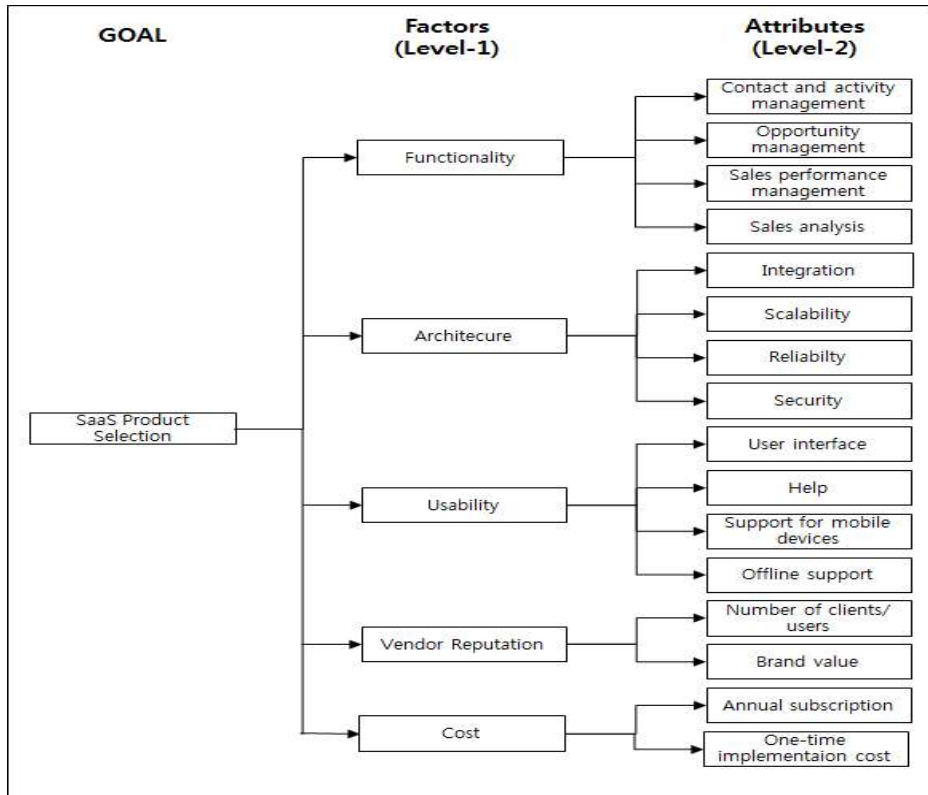 GOAL
Factors
(Level-1)
Attributes
(Level-2)
SaaS Product
Selection
Functionality
Contact and activity
management
Opportunity
management
Sales performance
management
Sales analysis
Architecure
Integration
Scalability
Reliabilty
Security
Usability
User interface
Help
Support for mobile
devices
Offline support
Vendor Reputation
Number of clients/
users
Brand value
Cost
Annual subscription
One-time
implementaion cost